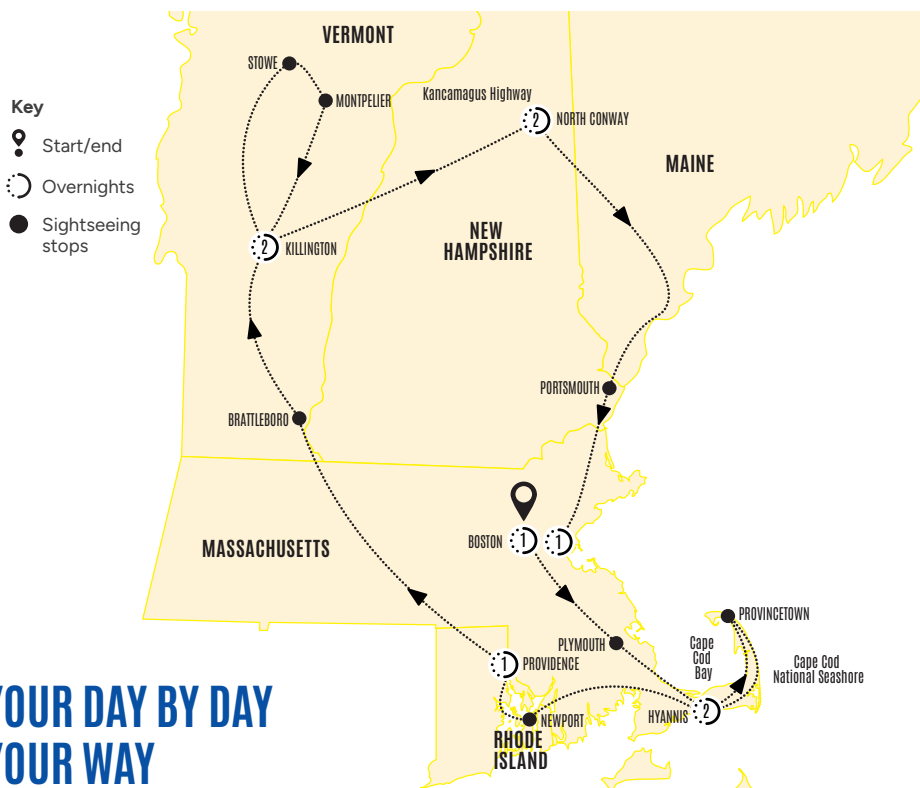 VERMONT
STOWE
MONTPELIER
Kancamagus Highway
2
NORTH CONWAY
MAINE
Key
Start/end
Overnights
Sightseeing
stops
NEW
HAMPSHIRE
2
KILLINGTON
PORTSMOUTH
BRATTLEBORO
MASSACHUSETTS
BOSTON
1
1
PROVINCETOWN
PLYMOUTH
Cape
Cod
Bay
Cape Cod
National Seashore
1
PROVIDENCE
HYANNIS
2
NEWPORT
RHODE
ISLAND
YOUR DAY BY DAY
YOUR WAY